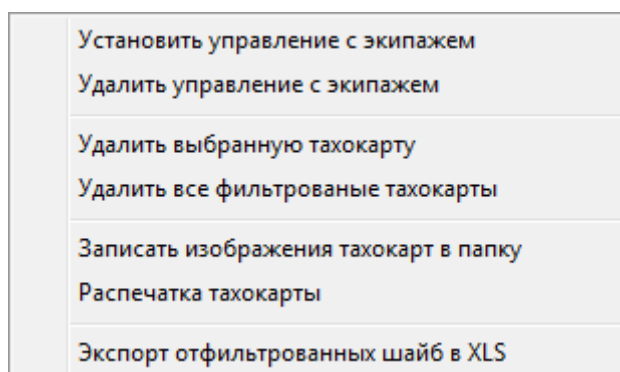 Установить управление с экипажем
Удалить управление с экипажем
Удалить выбранную тахокарту
Удалить все фильтрованые тахокарты
Записать изображения тахокарт в папку
Распечатка тахокарты
Экспорт отфильтрованных шайб в XLS